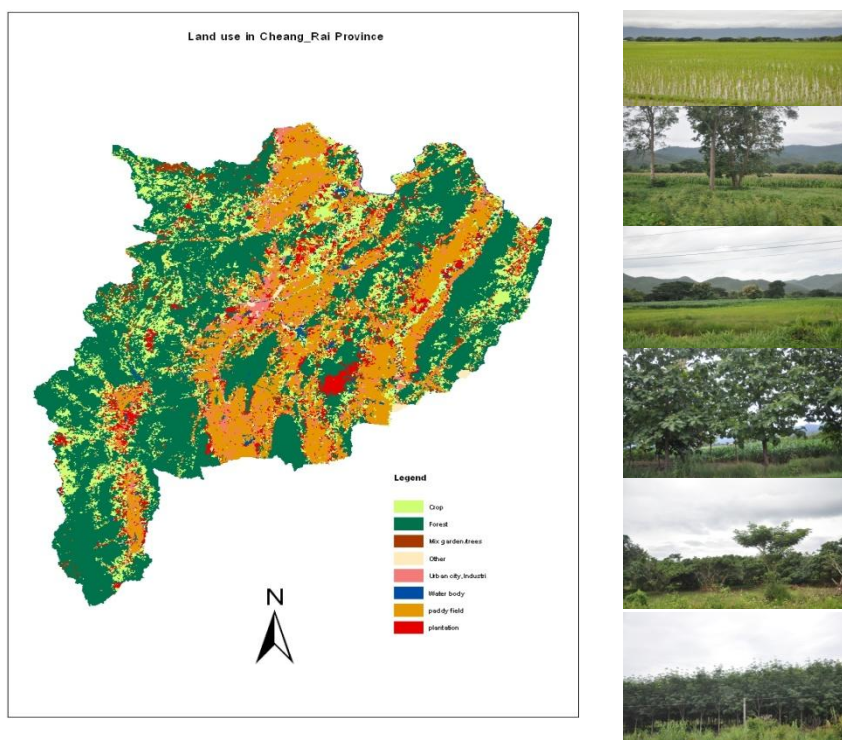 Land use in Cheang_Rai Province
Legend
Crop
Forest
Mix garden/trees
Other
Urban city,Industri
Water body
paddy field
plantation
N